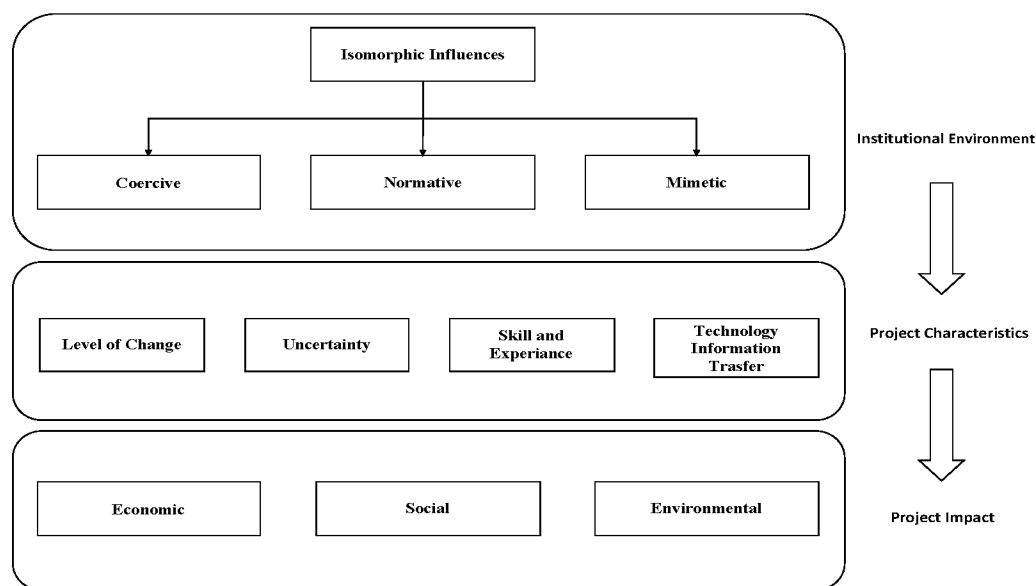 Isomorphic Influences
Institutional Environment
Coercive
Normative
Mimetic
Level of Change
Uncertainty
Skill and
Experiance
Technology
Information
Trasfer
Project Characteristics
Economic
Social
Environmental
Project Impact